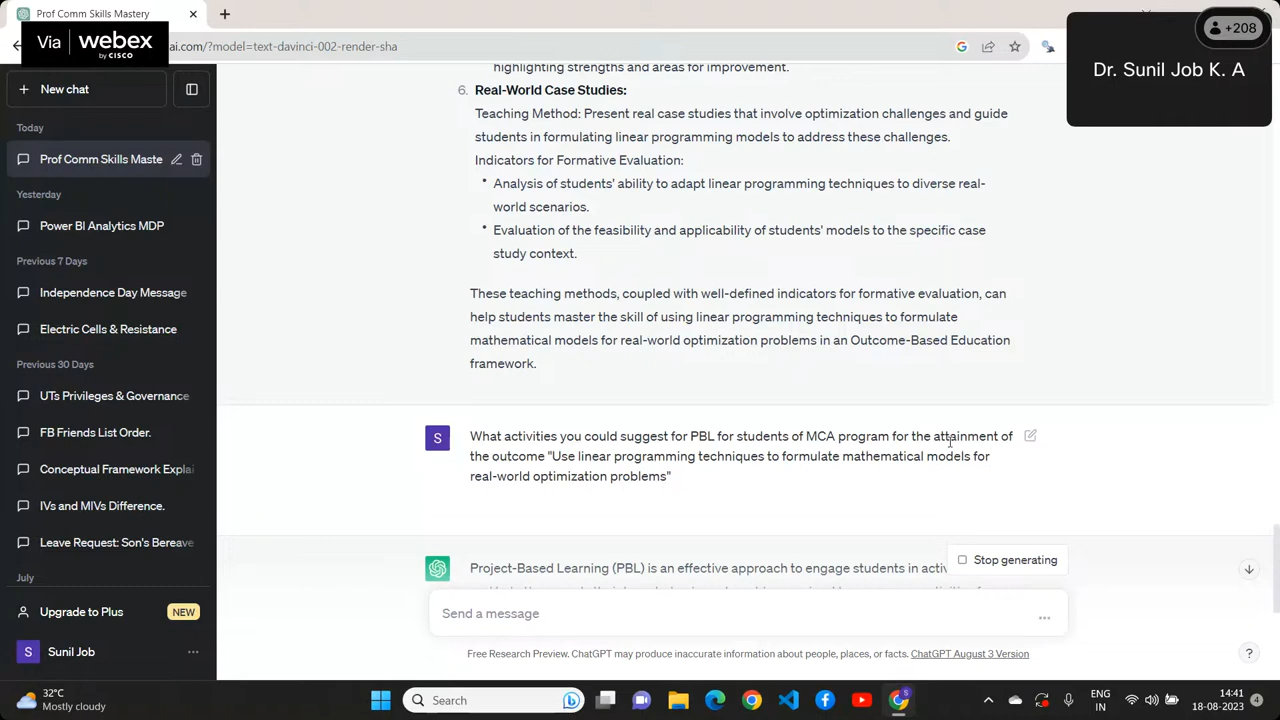 Prof Comm Skills Mastery
Via webex
by CISCO
ai.com/?model=text-davinci-002-render-sha
+208
Dr. Sunil Job K. A
New chat
Today
Prof Comm Skills Maste
Yesterday
Power BI Analytics MDP
Previous 7 Days
Independence Day Message
Electric Cells & Resistance
Previous 30 Days
UTs Privileges & Governance
FB Friends List Order.
Conceptual Framework Explai
IVs and MIVs Difference.
Leave Request: Son's Bereave
July
Upgrade to Plus NEW
S Sunil Job
highlighting strengths and areas for improvement.
6. Real-World Case Studies:
Teaching Method: Present real case studies that involve optimization challenges and guide
students in formulating linear programming models to address these challenges.
Indicators for Formative Evaluation:
• Analysis of students' ability to adapt linear programming techniques to diverse real-
world scenarios.
• Evaluation of the feasibility and applicability of students' models to the specific case
study context.
These teaching methods, coupled with well-defined indicators for formative evaluation, can
help students master the skill of using linear programming techniques to formulate
mathematical models for real-world optimization problems in an Outcome-Based Education
framework.
S
What activities you could suggest for PBL for students of MCA program for the attainment of
the outcome "Use linear programming techniques to formulate mathematical models for
real-world optimization problems"
Project-Based Learning (PBL) is an effective approach to engage students in activ
Stop generating
Send a message
Free Research Preview. ChatGPT may produce inaccurate information about people, places, or facts. ChatGPT August 3 Version
?
32°C
Mostly cloudy
Search
ENG
IN
14:41
18-08-2023
4